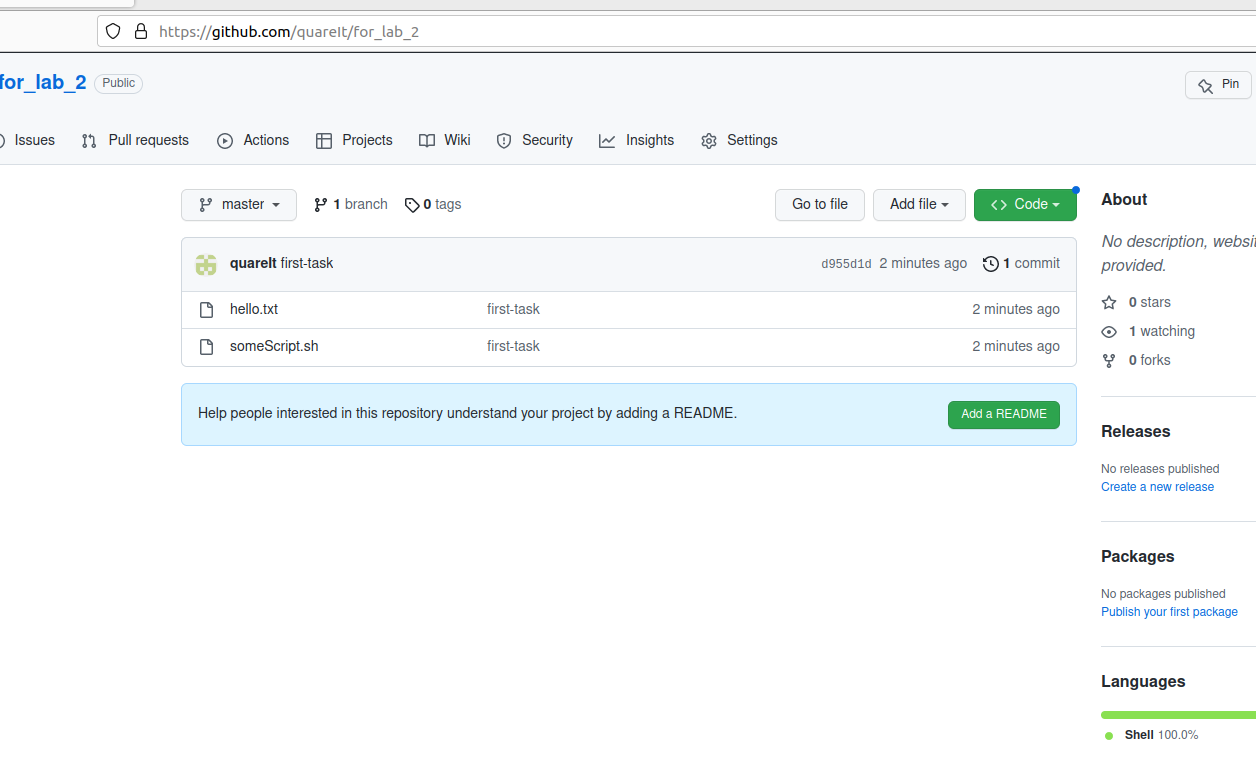 https://github.com/quareIt/for_lab_2
for_lab_2 Public
Pin
Issues Pull requests Actions Projects Wiki Security Insights Settings
master 1 branch 0 tags Go to file Add file Code
quareIt first-task d955d1d 2 minutes ago 1 commit
hello.txt first-task 2 minutes ago
someScript.sh first-task 2 minutes ago
Help people interested in this repository understand your project by adding a README. Add a README
About
No description, websit
provided.
0 stars
1 watching
0 forks
Releases
No releases published
Create a new release
Packages
No packages published
Publish your first package
Languages
Shell 100.0%